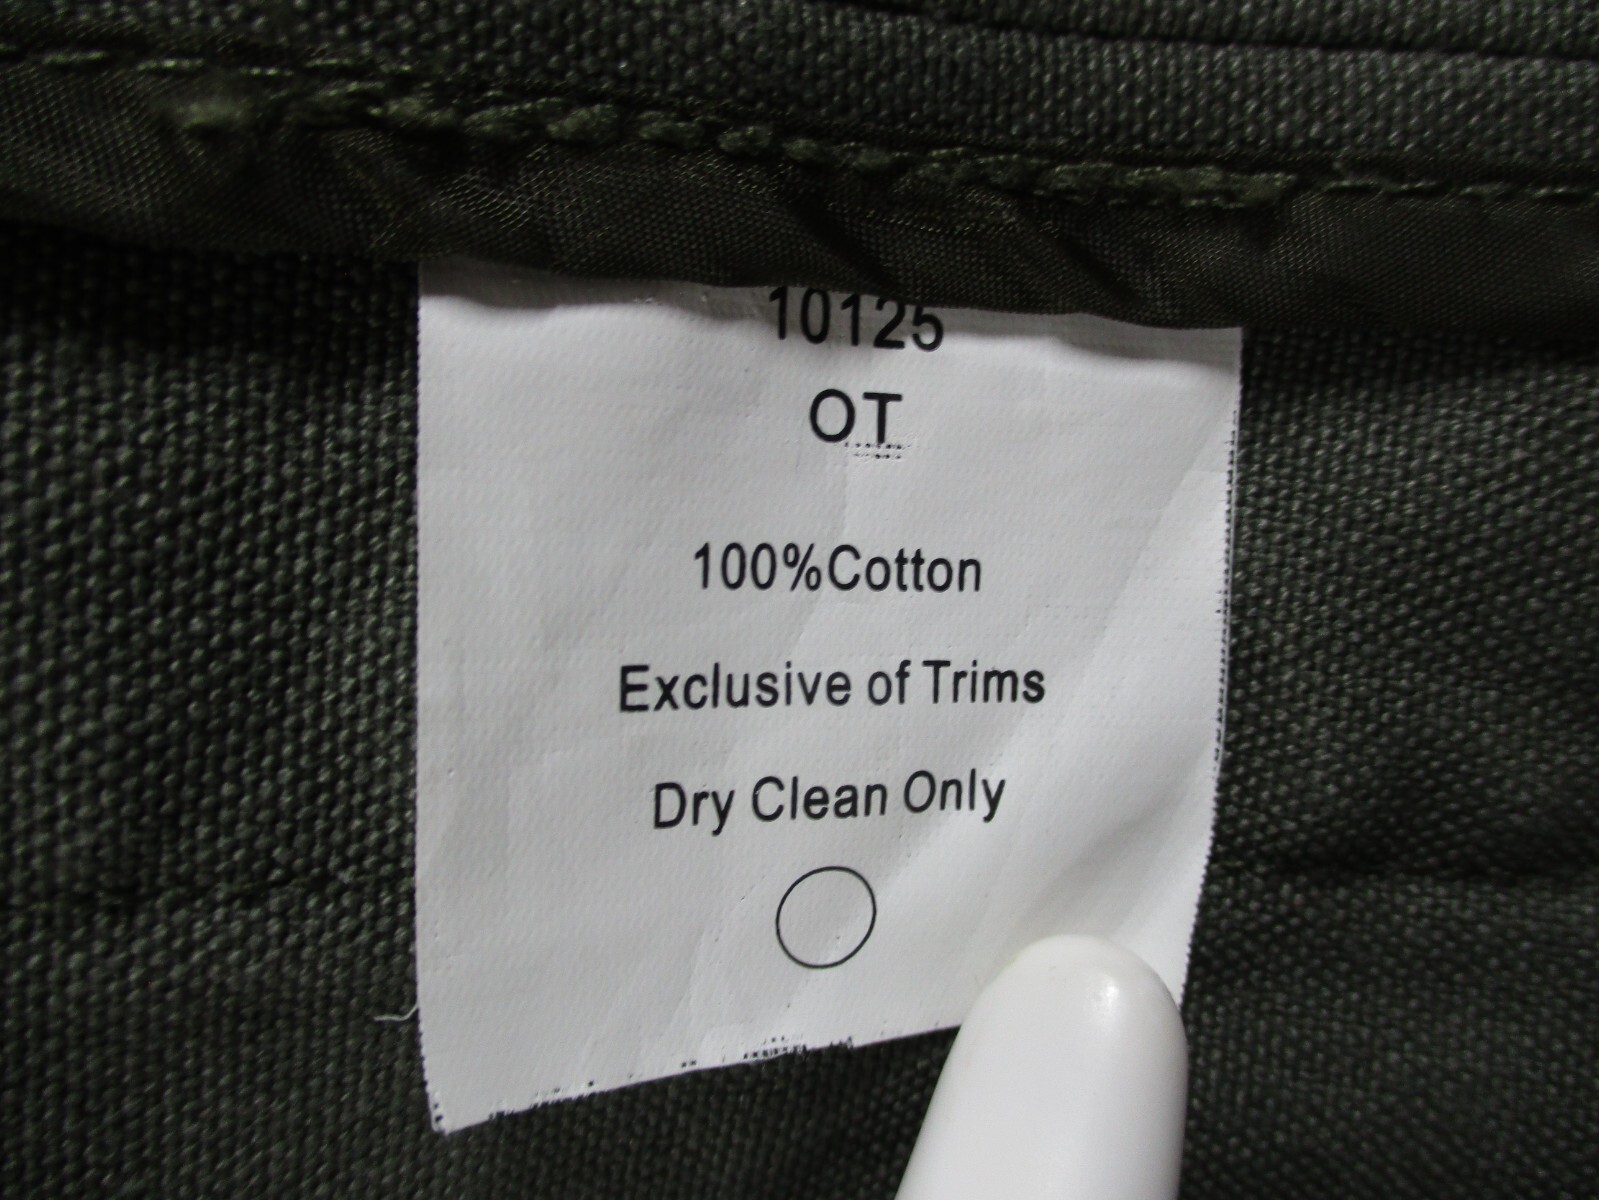 10125
OT
100%Cotton
Exclusive of Trims
Dry Clean Only